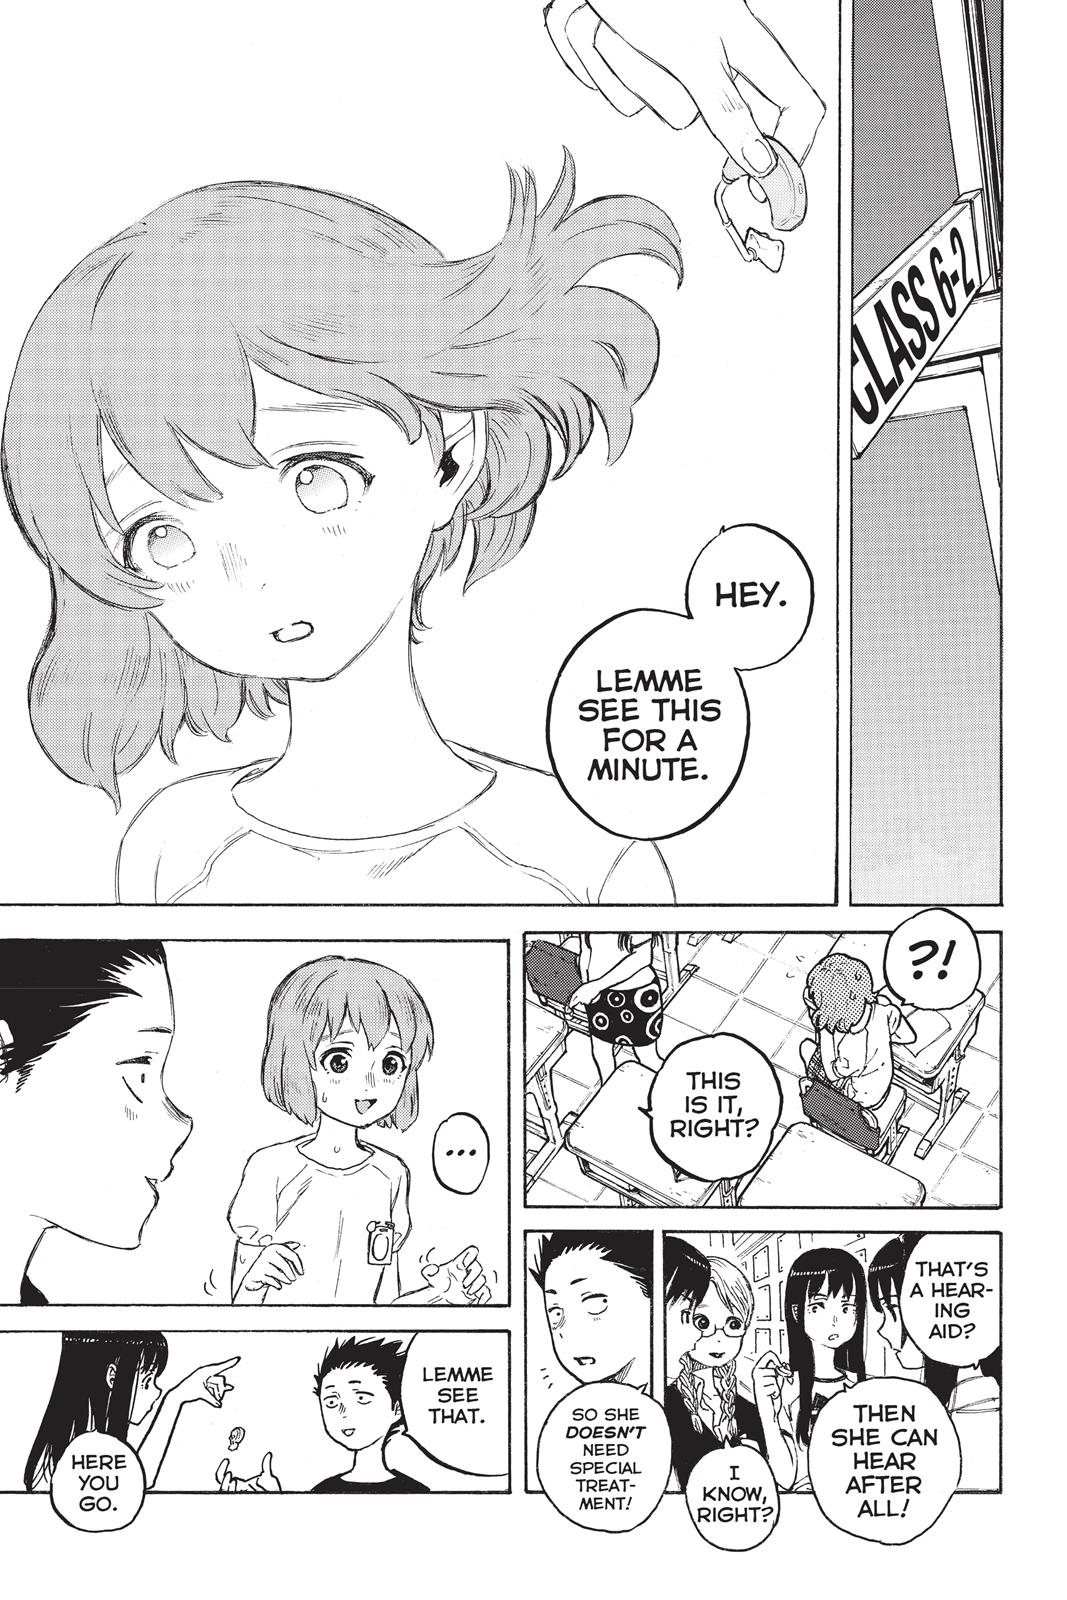 CLASS 6-2
HEY.
LEMME
SEE THIS
FOR A
MINUTE.
?!
THIS
IS IT,
RIGHT?
...
THAT'S
A HEAR-
ING
AID?
THEN
SHE CAN
HEAR
AFTER
ALL!
I
KNOW,
RIGHT?
SO SHE
DOESN'T
NEED
SPECIAL
TREAT-
MENT!
LEMME
SEE
THAT.
HERE
YOU
GO.